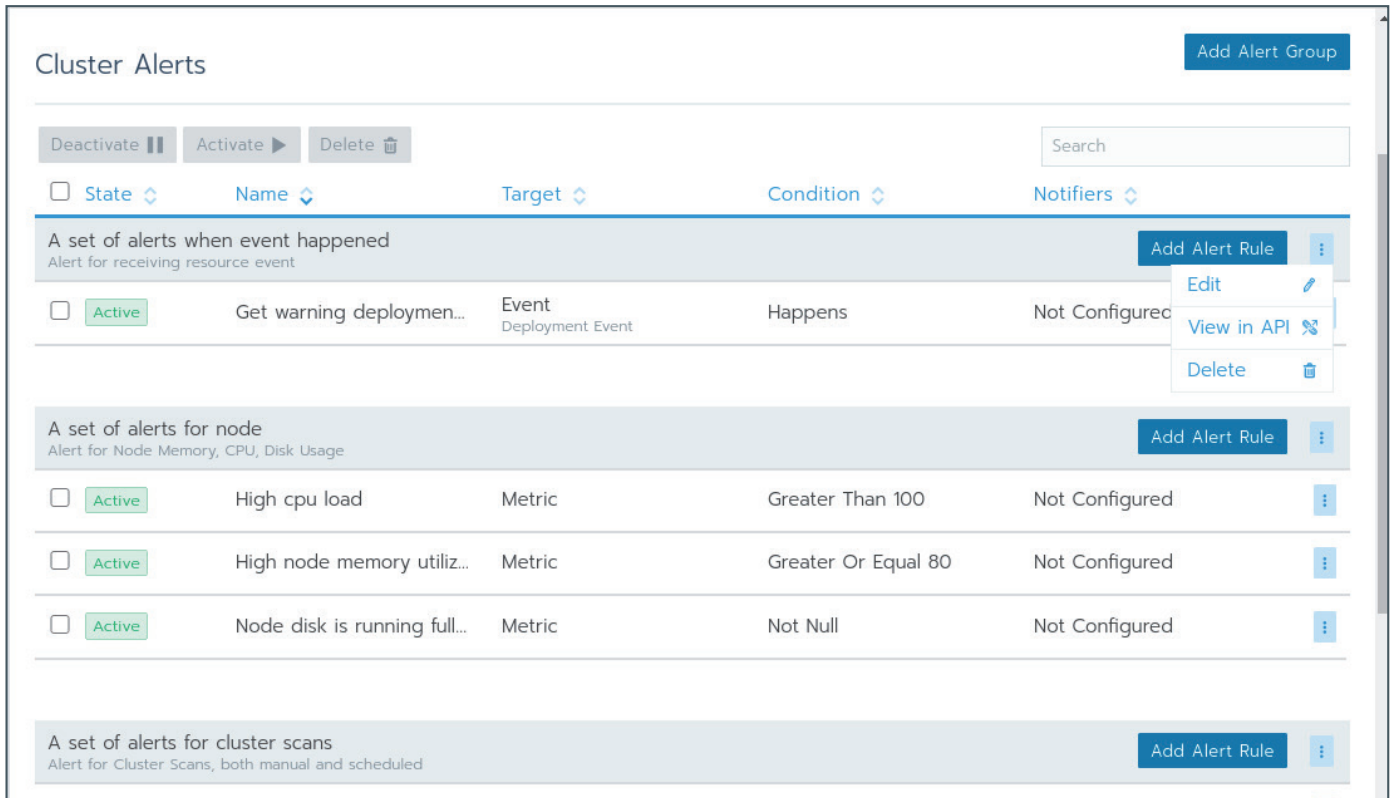 Cluster Alerts
Add Alert Group
Deactivate
Activate
Delete
Search
State
Name
Target
Condition
Notifiers
A set of alerts when event happened
Alert for receiving resource event
Add Alert Rule
Edit
View in API
Delete
Active
Get warning deploymen...
Event
Deployment Event
Happens
Not Configured
A set of alerts for node
Alert for Node Memory, CPU, Disk Usage
Add Alert Rule
Active
High cpu load
Metric
Greater Than 100
Not Configured
Active
High node memory utiliz...
Metric
Greater Or Equal 80
Not Configured
Active
Node disk is running full...
Metric
Not Null
Not Configured
A set of alerts for cluster scans
Alert for Cluster Scans, both manual and scheduled
Add Alert Rule